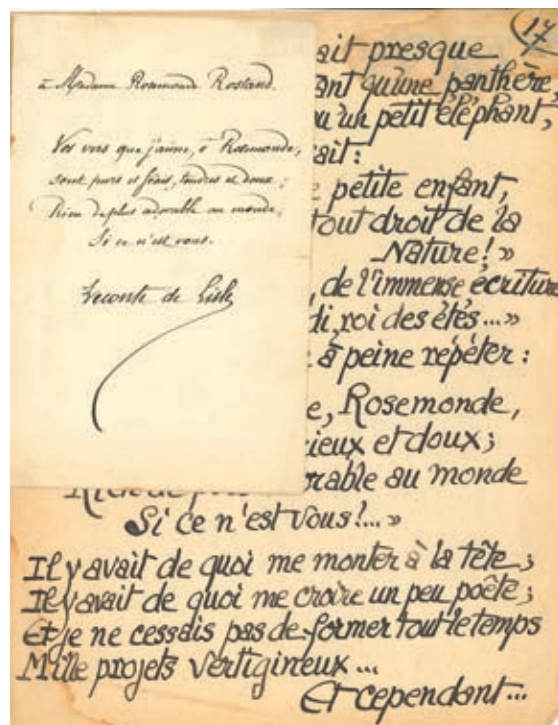 à Madame Rosemonde Rostand.
Vos vers que j'aime, ô Rosemonde,
sont purs et frais, tendres et doux ;
Rien de plus adorable au monde,
Si ce n'est vous.
Leconte de Lisle
17
ait presque
ant qu'une panthère,
u'un petit éléphant,
ait :
petite enfant,
tout droit de la
Nature ! »
, de l'immense écriture
di, roi des étés... »
à peine répéter :
e, Rosemonde,
ieux et doux ;
rable au monde
Si ce n'est Vous !... »
Il y avait de quoi me monter à la tête ;
Il y avait de quoi me croire un peu poète ;
Et je ne cessais pas de former tout le temps
Mille projets vertigineux...
Et cependant...